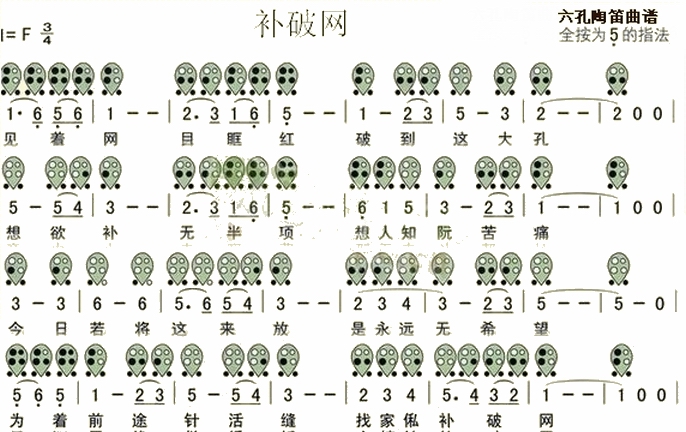 补破网
六孔陶笛曲谱
1= F 3/4
全按为5的指法
1· 6 5 6 | 1 - - | 2. 3 1 6 | 5 - - | 1 - 2 3 | 5 - 3 | 2 - - | 2 0 0
见 着 网 目 眶 红 破 到 这 大 孔
5 - 5 4 | 3 - - | 2. 3 1 6 | 5 - - | 6 1 5 | 3 - 2 3 | 1 - - | 1 0 0
想 欲 补 无 半 项 想 人 知 阮 苦 痛
3 - 3 | 6 - 6 | 5. 6 5 4 | 3 - - | 2 3 4 | 3 - 2 3 | 5 - - | 5 - 0
今 日 若 将 这 来 放 是 永 远 无 希 望
5 6 5 | 1 - 2 3 | 5 - 5 4 | 3 - - | 2 3 4 | 5. 4 3 2 | 1 - - | 1 0 0
为 着 前 途 针 活 缝 找 家 俬 补 破 网